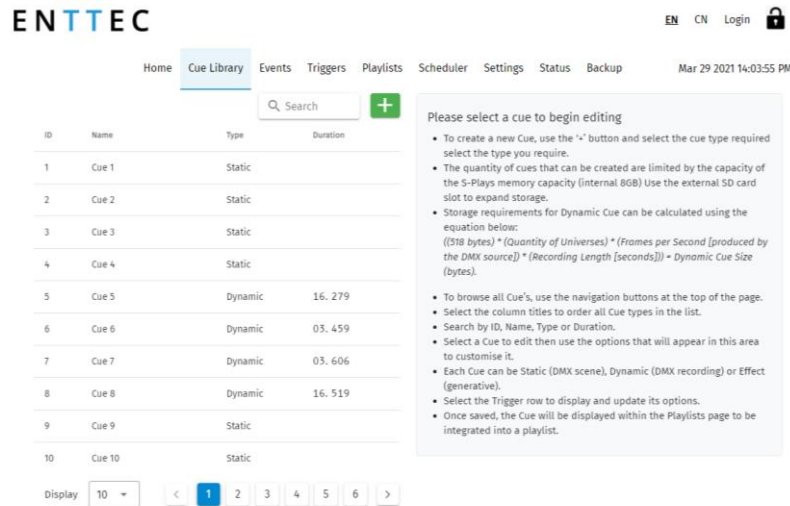 ENTTEC
EN CN Login
Home Cue Library Events Triggers Playlists Scheduler Settings Status Backup Mar 29 2021 14:03:55 PM
Search +
ID Name Type Duration
1 Cue 1 Static
2 Cue 2 Static
3 Cue 3 Static
4 Cue 4 Static
5 Cue 5 Dynamic 16. 279
6 Cue 6 Dynamic 03. 459
7 Cue 7 Dynamic 03. 606
8 Cue 8 Dynamic 16. 519
9 Cue 9 Static
10 Cue 10 Static
Display 10 < 1 2 3 4 5 6 >
Please select a cue to begin editing
• To create a new Cue, use the '+' button and select the cue type required
select the type you require.
• The quantity of cues that can be created are limited by the capacity of
the S-Plays memory capacity (internal 8GB) Use the external SD card
slot to expand storage.
• Storage requirements for Dynamic Cue can be calculated using the
equation below:
((518 bytes) * (Quantity of Universes) * (Frames per Second [produced by
the DMX source]) * (Recording Length [seconds])) = Dynamic Cue Size
(bytes).
• To browse all Cue's, use the navigation buttons at the top of the page.
• Select the column titles to order all Cue types in the list.
• Search by ID, Name, Type or Duration.
• Select a Cue to edit then use the options that will appear in this area
to customise it.
• Each Cue can be Static (DMX scene), Dynamic (DMX recording) or Effect
(generative).
• Select the Trigger row to display and update its options.
• Once saved, the Cue will be displayed within the Playlists page to be
integrated into a playlist.